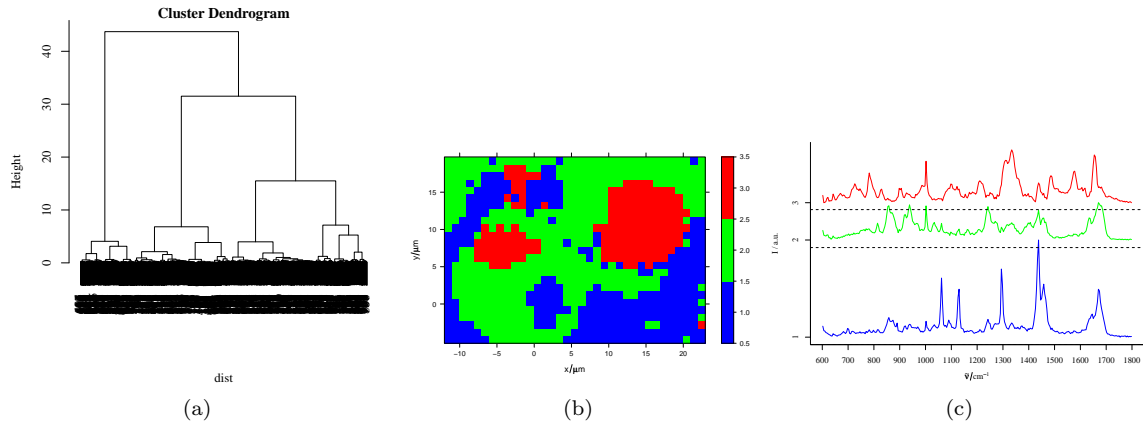 Cluster Dendrogram
Height
0 10 20 30 40
dist
(a)
y/μm
0 5 10 15
-10 -5 0 5 10 15 20
x/μm
3.5
3.0
2.5
2.0
1.5
1.0
0.5
(b)
I / a.u.
3
2
1
600 700 800 900 1000 1100 1200 1300 1400 1500 1600 1700 1800
ṽ/cm⁻¹
(c)